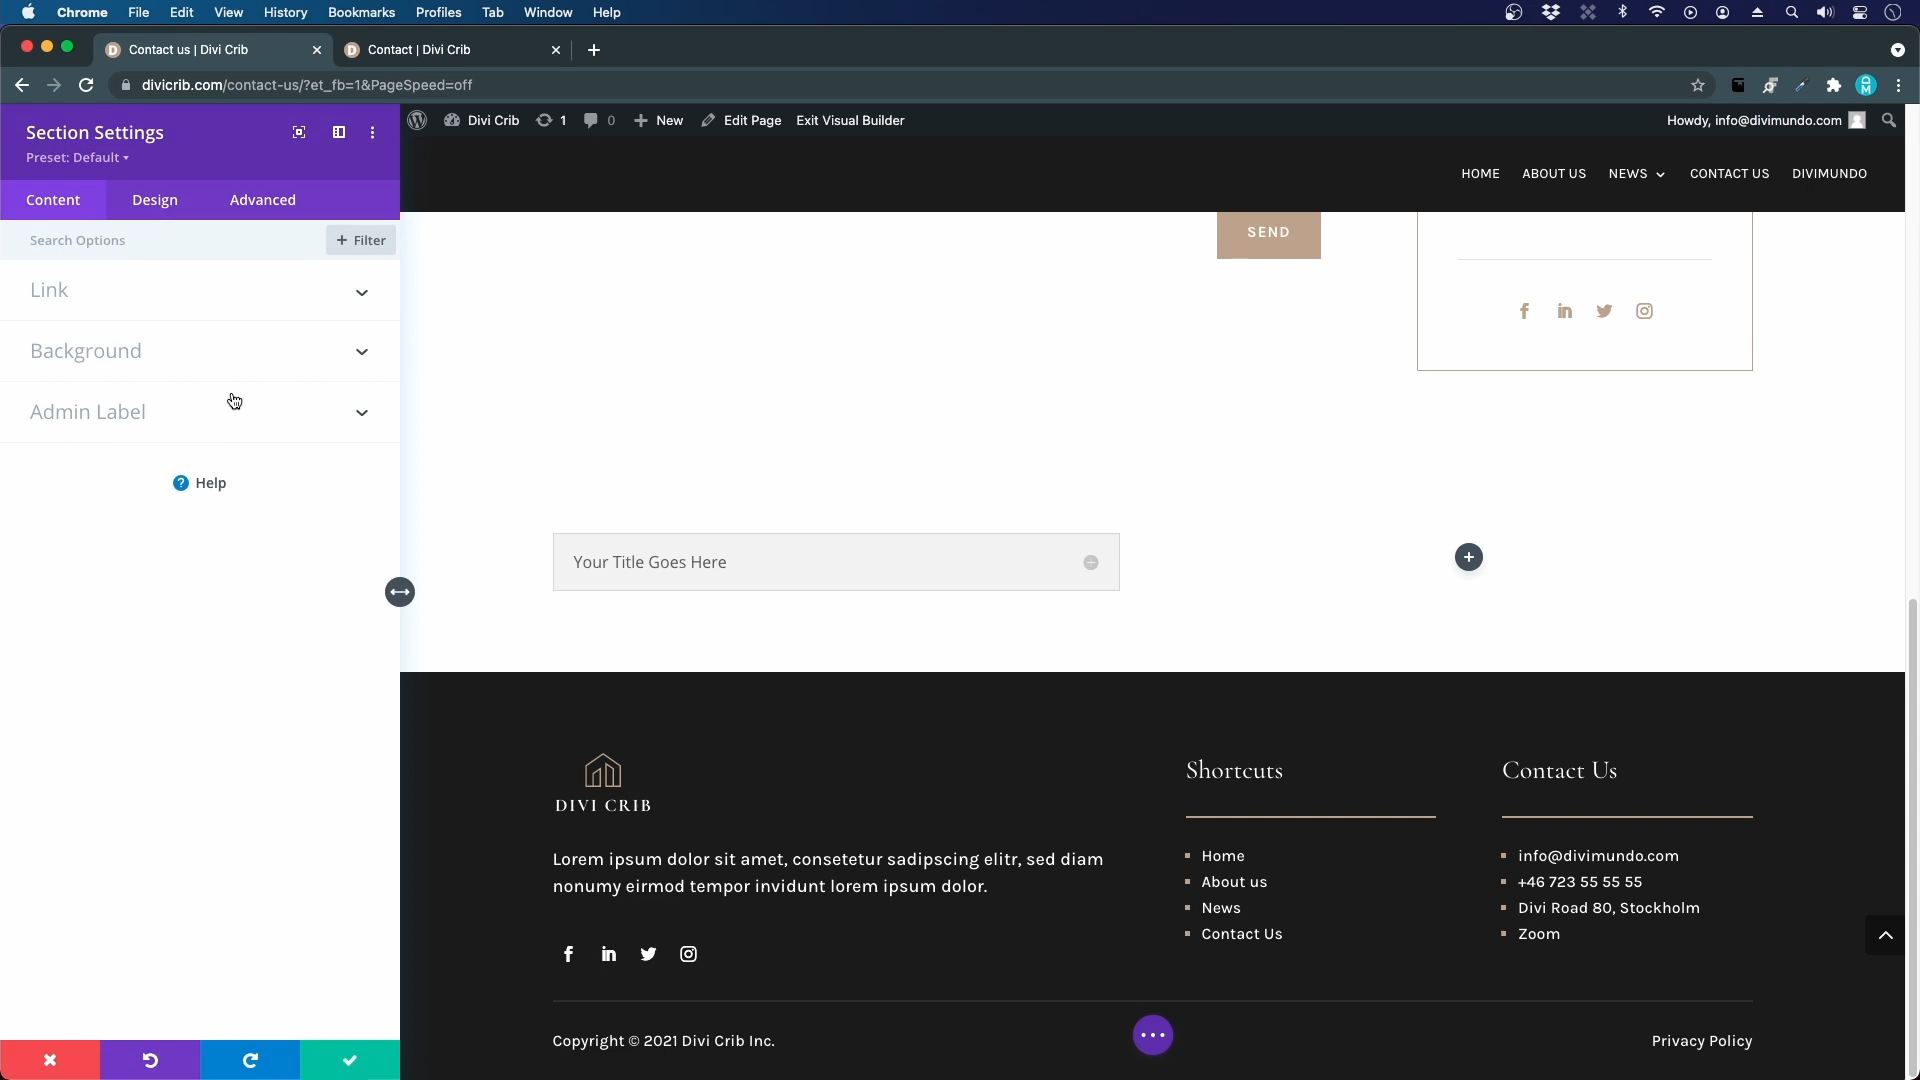 Chrome File Edit View History Bookmarks Profiles Tab Window Help
Contact us | Divi Crib
Contact | Divi Crib
divicrib.com/contact-us/?et_fb=1&PageSpeed=off
Section Settings
Preset: Default
Content Design Advanced
Search Options
+ Filter
Link
Background
Admin Label
? Help
Divi Crib 1 0 New Edit Page Exit Visual Builder
Howdy, info@divimundo.com
HOME ABOUT US NEWS CONTACT US DIVIMUNDO
SEND
Your Title Goes Here
DIVI CRIB
Lorem ipsum dolor sit amet, consetetur sadipscing elitr, sed diam
nonumy eirmod tempor invidunt lorem ipsum dolor.
Shortcuts
Home
About us
News
Contact Us
Contact Us
info@divimundo.com
+46 723 55 55 55
Divi Road 80, Stockholm
Zoom
Copyright © 2021 Divi Crib Inc.
Privacy Policy